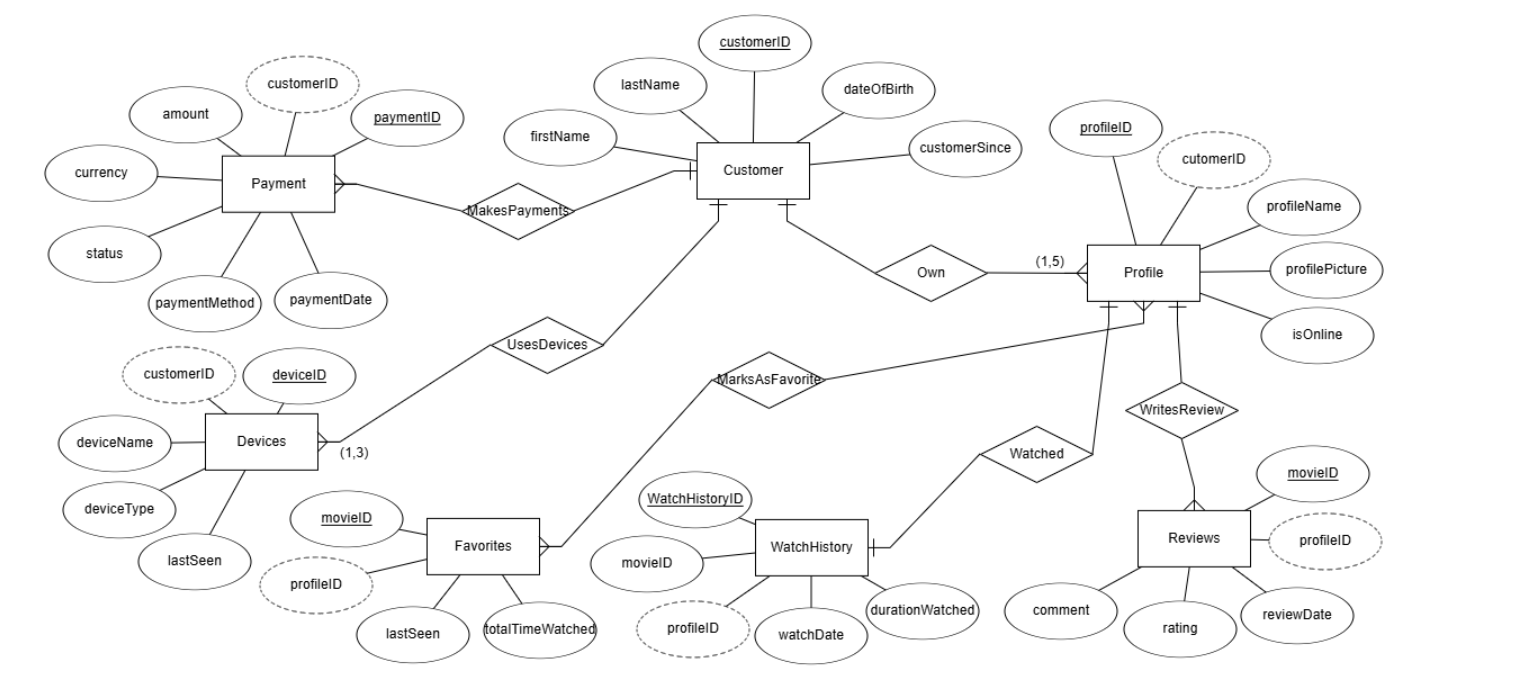 customerID
lastName
dateOfBirth
firstName
customerSince
Customer
customerID
amount
paymentID
currency
Payment
status
paymentMethod
paymentDate
MakesPayments
profileID
cutomerID
profileName
profilePicture
isOnline
Profile
(1,5)
Own
UsesDevices
customerID
deviceID
deviceName
Devices
(1,3)
deviceType
lastSeen
MarksAsFavorite
WritesReview
Watched
movieID
Favorites
profileID
lastSeen
totalTimeWatched
WatchHistoryID
movieID
WatchHistory
profileID
watchDate
durationWatched
movieID
Reviews
profileID
comment
rating
reviewDate